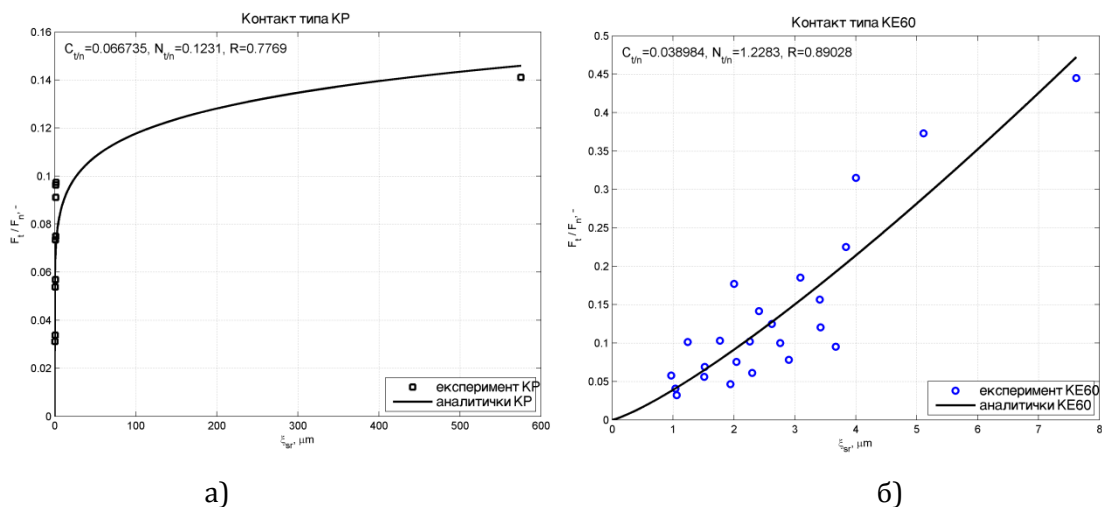 Контакт типа KP
C_t/n=0.066735, N_t/n=0.1231, R=0.7769
0.16
0.14
0.12
0.1
0.08
0.06
0.04
0.02
0
F_t / F_n, -
0 100 200 300 400 500 600
ξ_sr, μm
експеримент KP
аналитички KP
а)
Контакт типа KE60
C_t/n=0.038984, N_t/n=1.2283, R=0.89028
0.5
0.45
0.4
0.35
0.3
0.25
0.2
0.15
0.1
0.05
0
F_t / F_n, -
0 1 2 3 4 5 6 7 8
ξ_sr, μm
експеримент KE60
аналитички KE60
б)